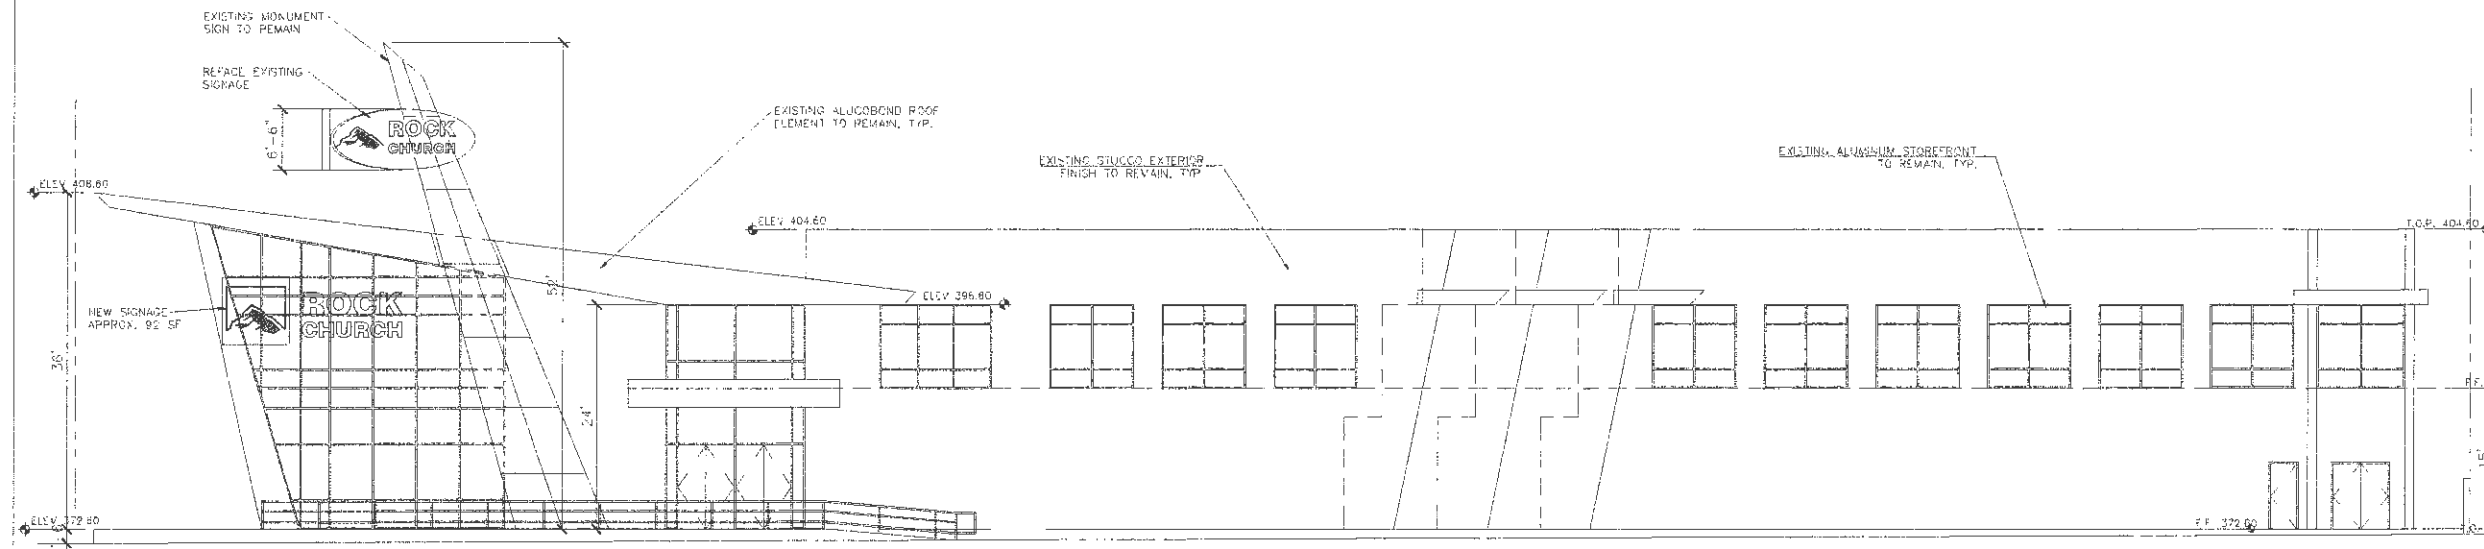 EXISTING MONUMENT
SIGN TO REMAIN
REFACE EXISTING
SIGNAGE
6'-6"
ROCK
CHURCH
EXISTING ALUCOBOND ROOF
ELEMENT TO REMAIN, TYP.
EXISTING STUCCO EXTERIOR
FINISH TO REMAIN, TYP
EXISTING ALUMINUM STOREFRONT
TO REMAIN, TYP.
ELEV 408.60
ELEV 404.60
T.O.P. 404.60
ELEV 396.60
NEW SIGNAGE
APPROX. 92 SF
ROCK
CHURCH
36'
24'
ELEV 372.60
F.F. 372.60